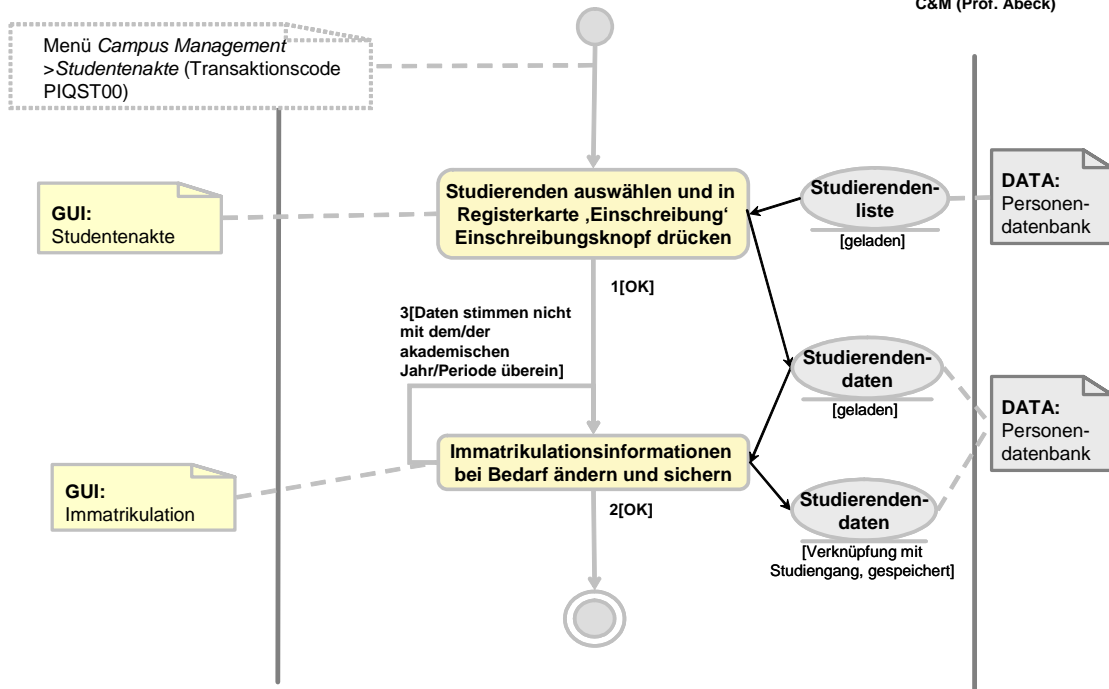 C&M (Prof. Abeck)
Menü Campus Management
>Studentenakte (Transaktionscode
PIQST00)
GUI:
Studentenakte
Studierenden auswählen und in
Registerkarte ‚Einschreibung'
Einschreibungsknopf drücken
Studierenden-
liste
[geladen]
DATA:
Personen-
datenbank
1[OK]
3[Daten stimmen nicht
mit dem/der
akademischen
Jahr/Periode überein]
Studierenden-
daten
[geladen]
DATA:
Personen-
datenbank
Immatrikulationsinformationen
bei Bedarf ändern und sichern
GUI:
Immatrikulation
2[OK]
Studierenden-
daten
[Verknüpfung mit
Studiengang, gespeichert]